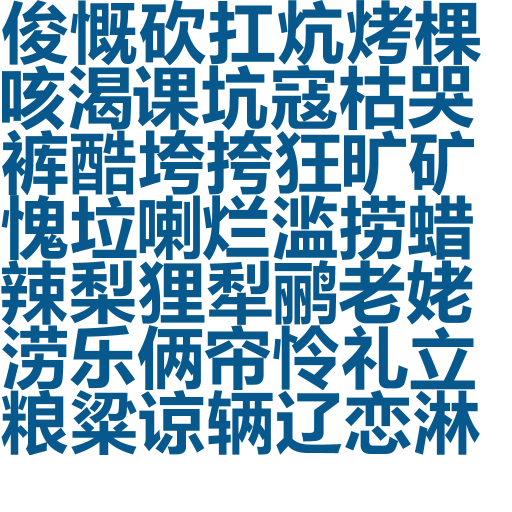 俊慨砍扛炕烤棵
咳渴课坑寇枯哭
裤酷垮挎狂旷矿
愧垃喇烂滥捞蜡
辣梨狸犁鹂老姥
涝乐俩帘怜礼立
粮粱谅辆辽恋淋